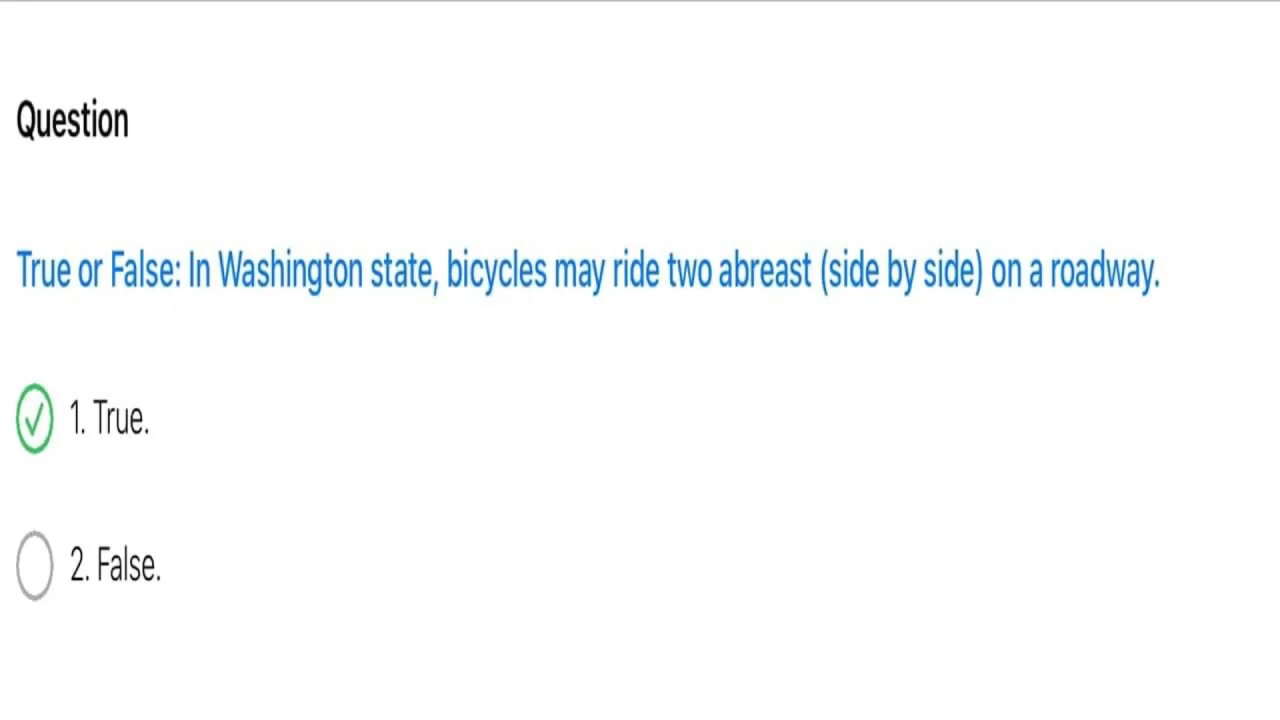 Question
True or False: In Washington state, bicycles may ride two abreast (side by side) on a roadway.
1. True.
2. False.